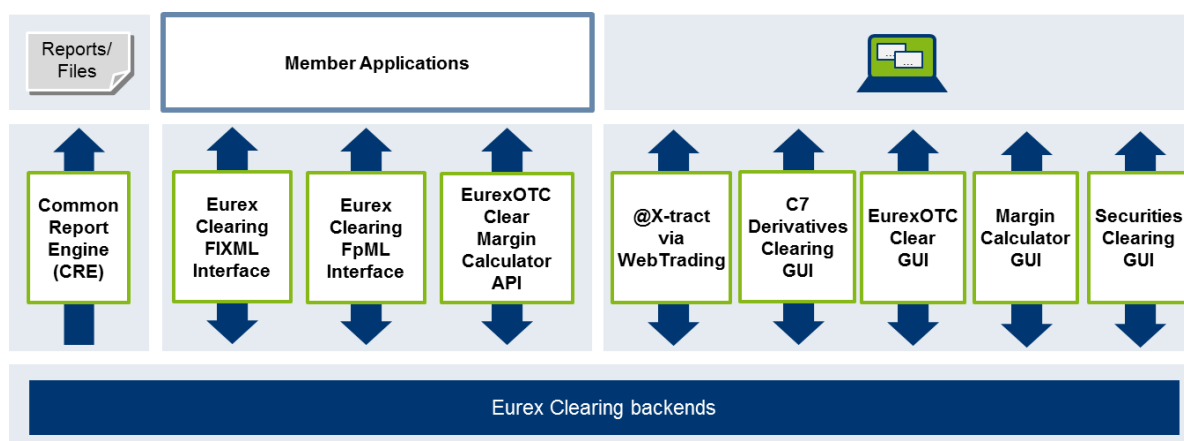 Reports/
Files
Member Applications
...
...
Common
Report
Engine
(CRE)
Eurex
Clearing
FIXML
Interface
Eurex
Clearing
FpML
Interface
EurexOTC
Clear
Margin
Calculator
API
@X-tract
via
WebTrading
C7
Derivatives
Clearing
GUI
EurexOTC
Clear
GUI
Margin
Calculator
GUI
Securities
Clearing
GUI
Eurex Clearing backends